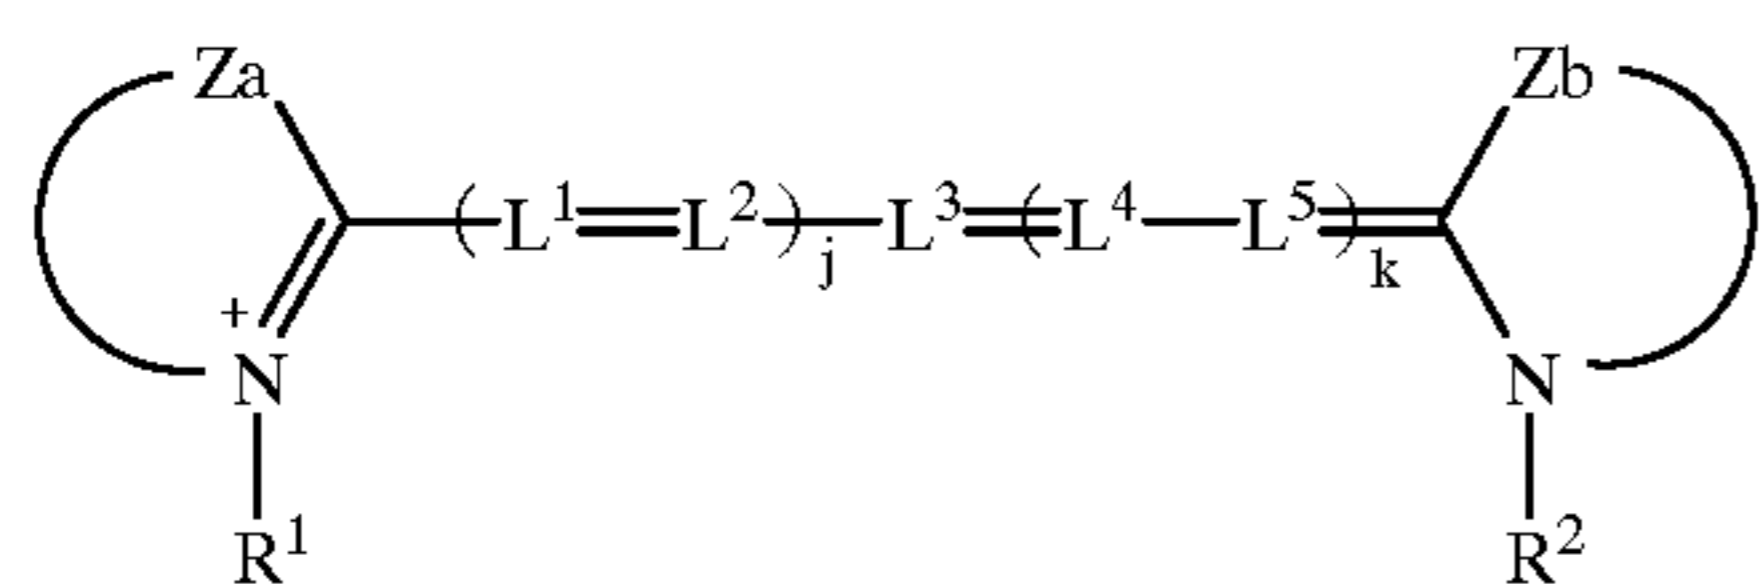 Za Zb
(L¹=L²)j—L³=(L⁴—L⁵)k=
+
N N
R¹ R²